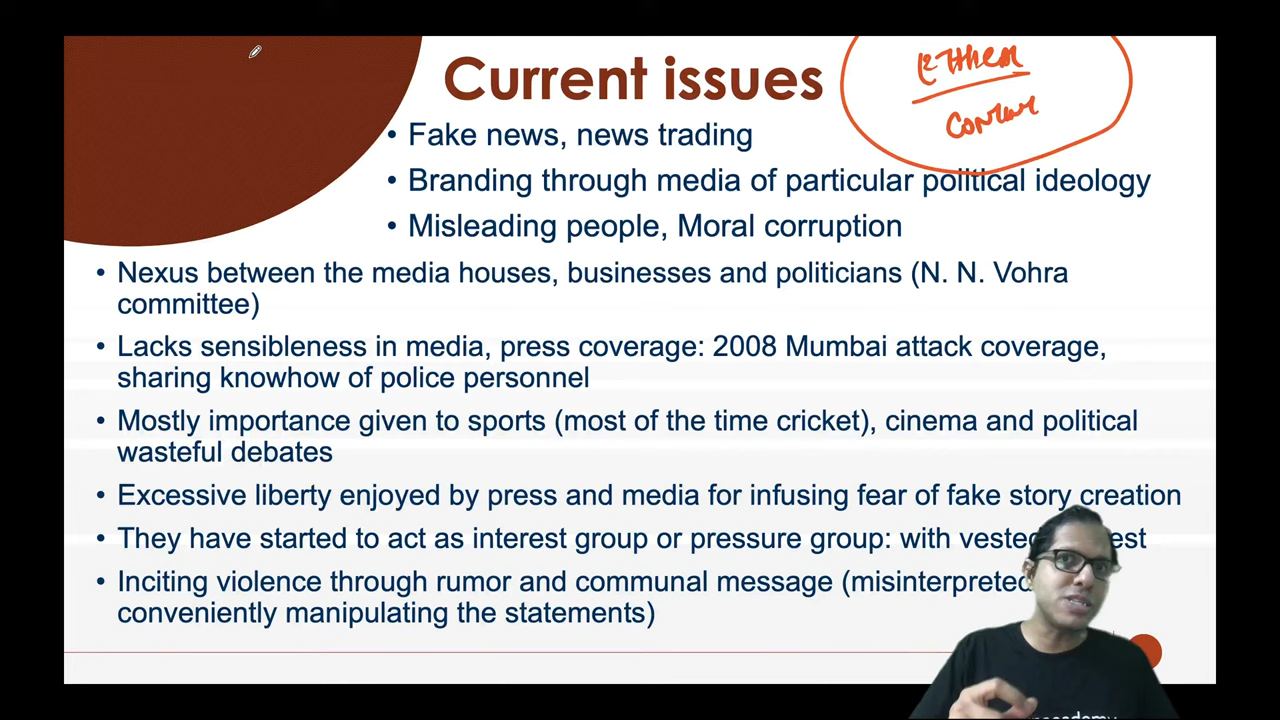 Current issues
• Fake news, news trading
• Branding through media of particular political ideology
• Misleading people, Moral corruption
• Nexus between the media houses, businesses and politicians (N. N. Vohra
committee)
• Lacks sensibleness in media, press coverage: 2008 Mumbai attack coverage,
sharing knowhow of police personnel
• Mostly importance given to sports (most of the time cricket), cinema and political
wasteful debates
• Excessive liberty enjoyed by press and media for infusing fear of fake story creation
• They have started to act as interest group or pressure group: with vested
• Inciting violence through rumor and communal message (misinterpreted
conveniently manipulating the statements)